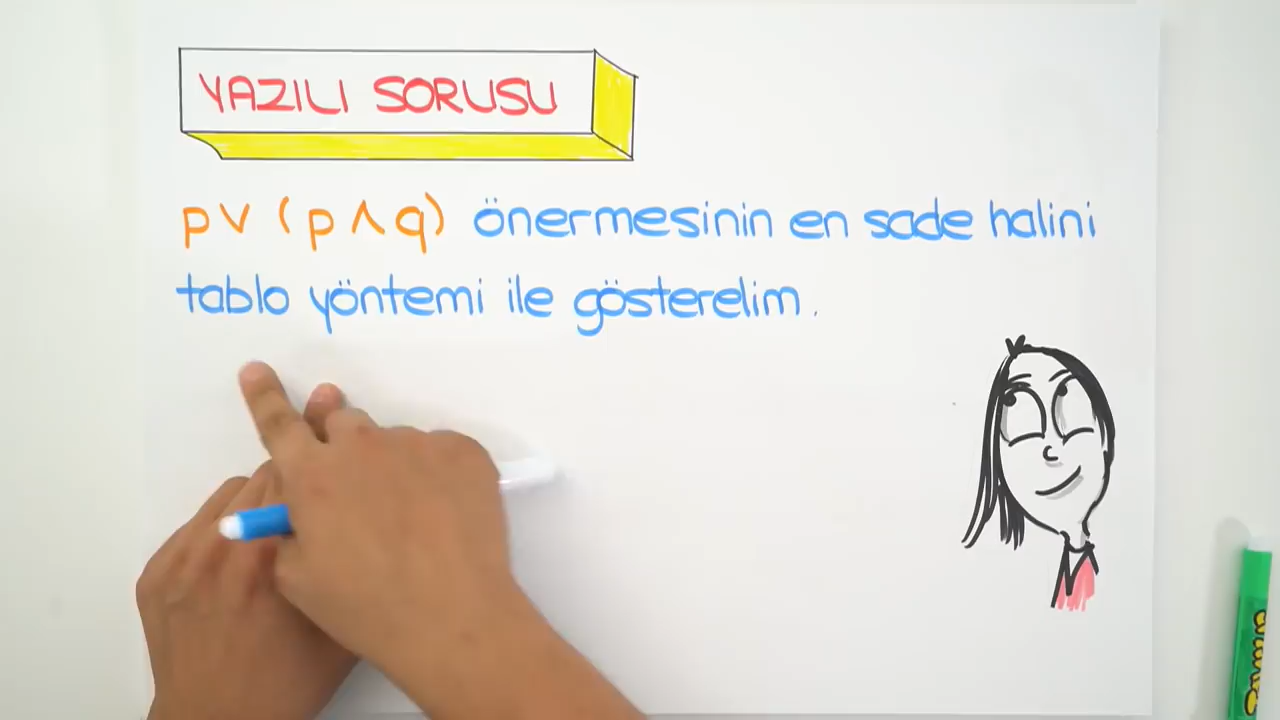 YAZILI SORUSU
p ∨ (p ∧ q) önermesinin en sade halini
tablo yöntemi ile gösterelim.